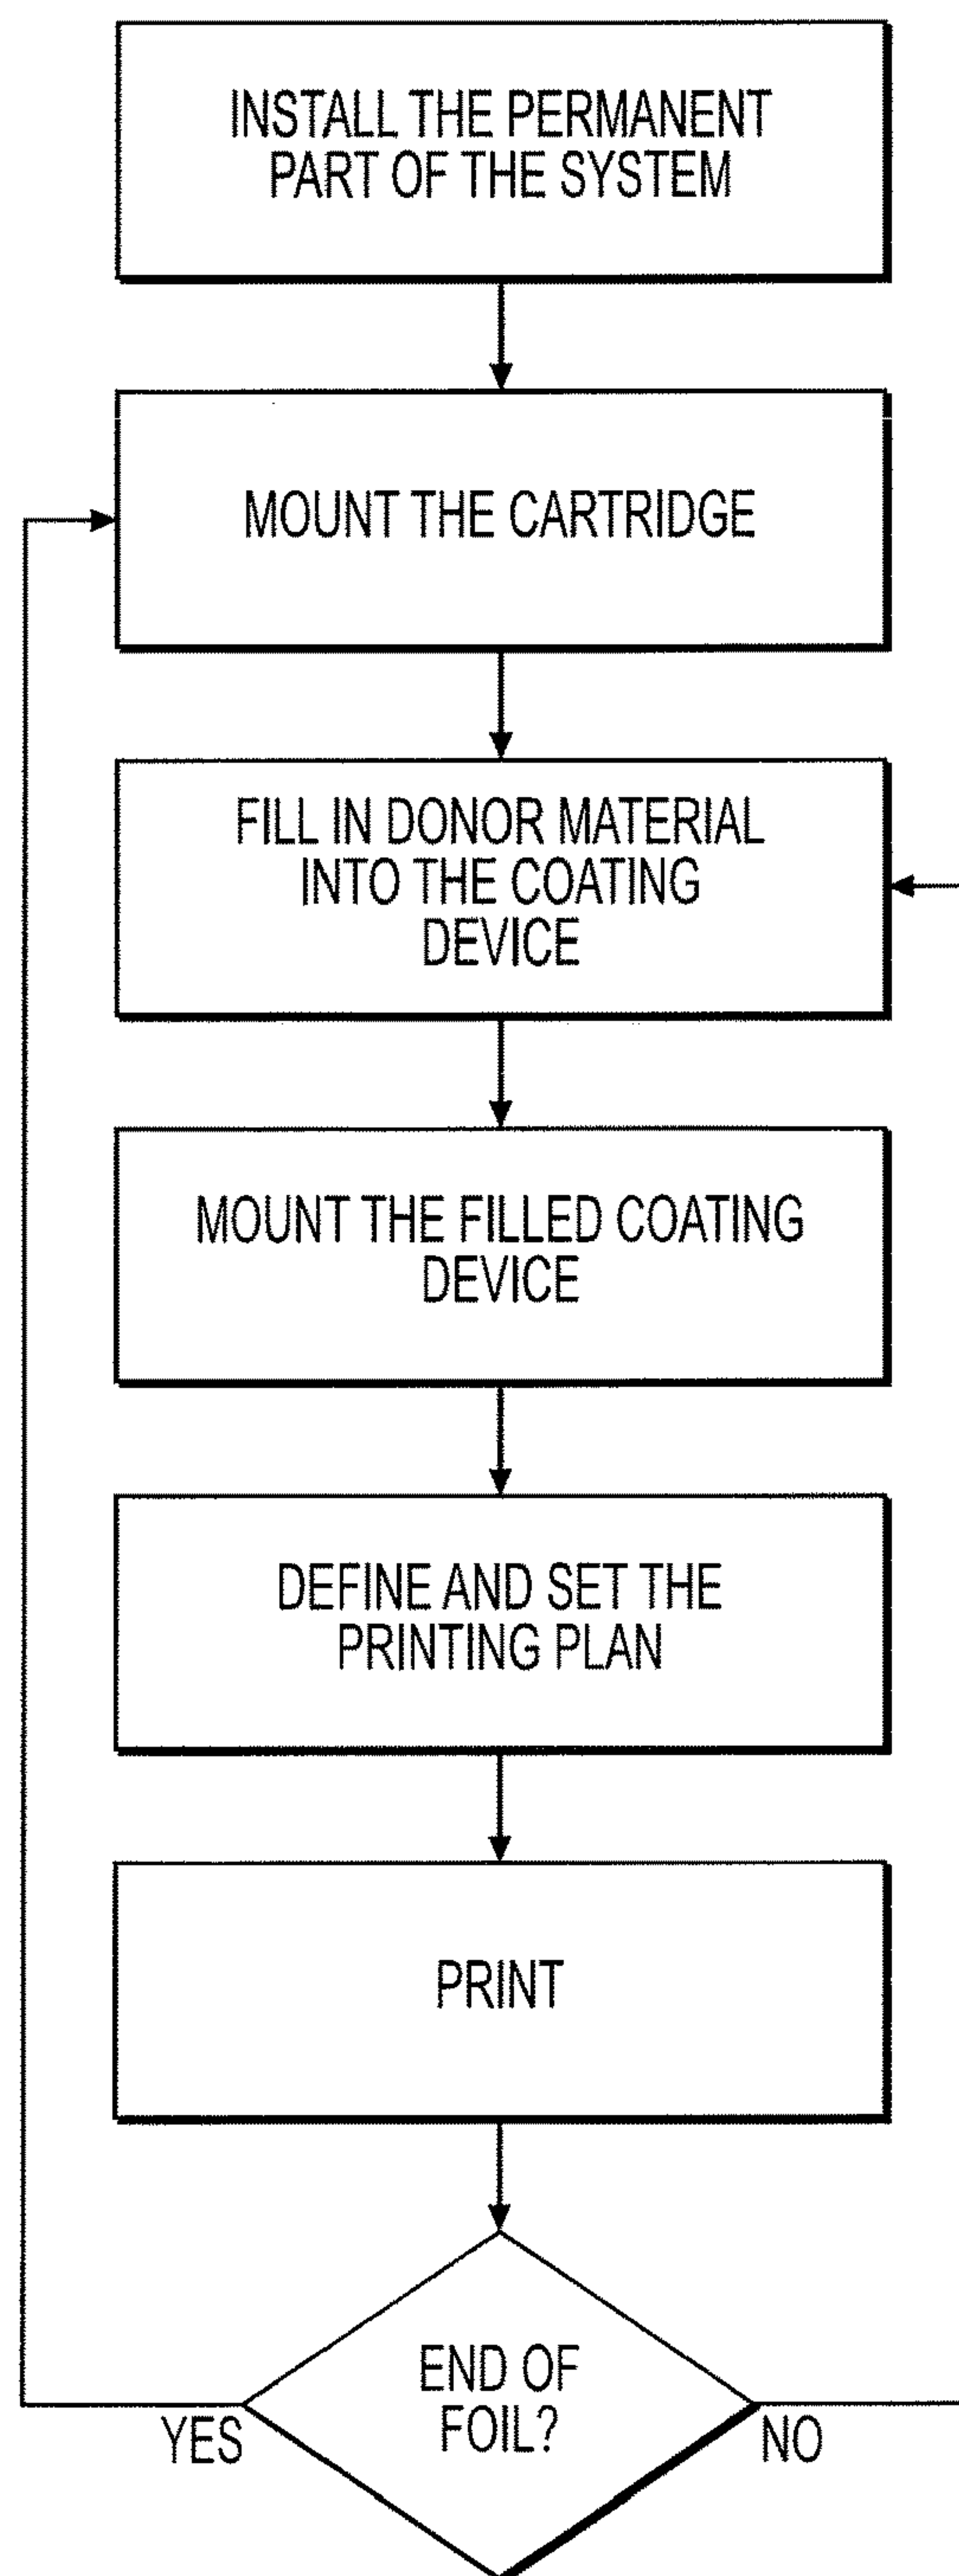 INSTALL THE PERMANENT
PART OF THE SYSTEM
MOUNT THE CARTRIDGE
FILL IN DONOR MATERIAL
INTO THE COATING
DEVICE
MOUNT THE FILLED COATING
DEVICE
DEFINE AND SET THE
PRINTING PLAN
PRINT
END OF
FOIL?
YES
NO